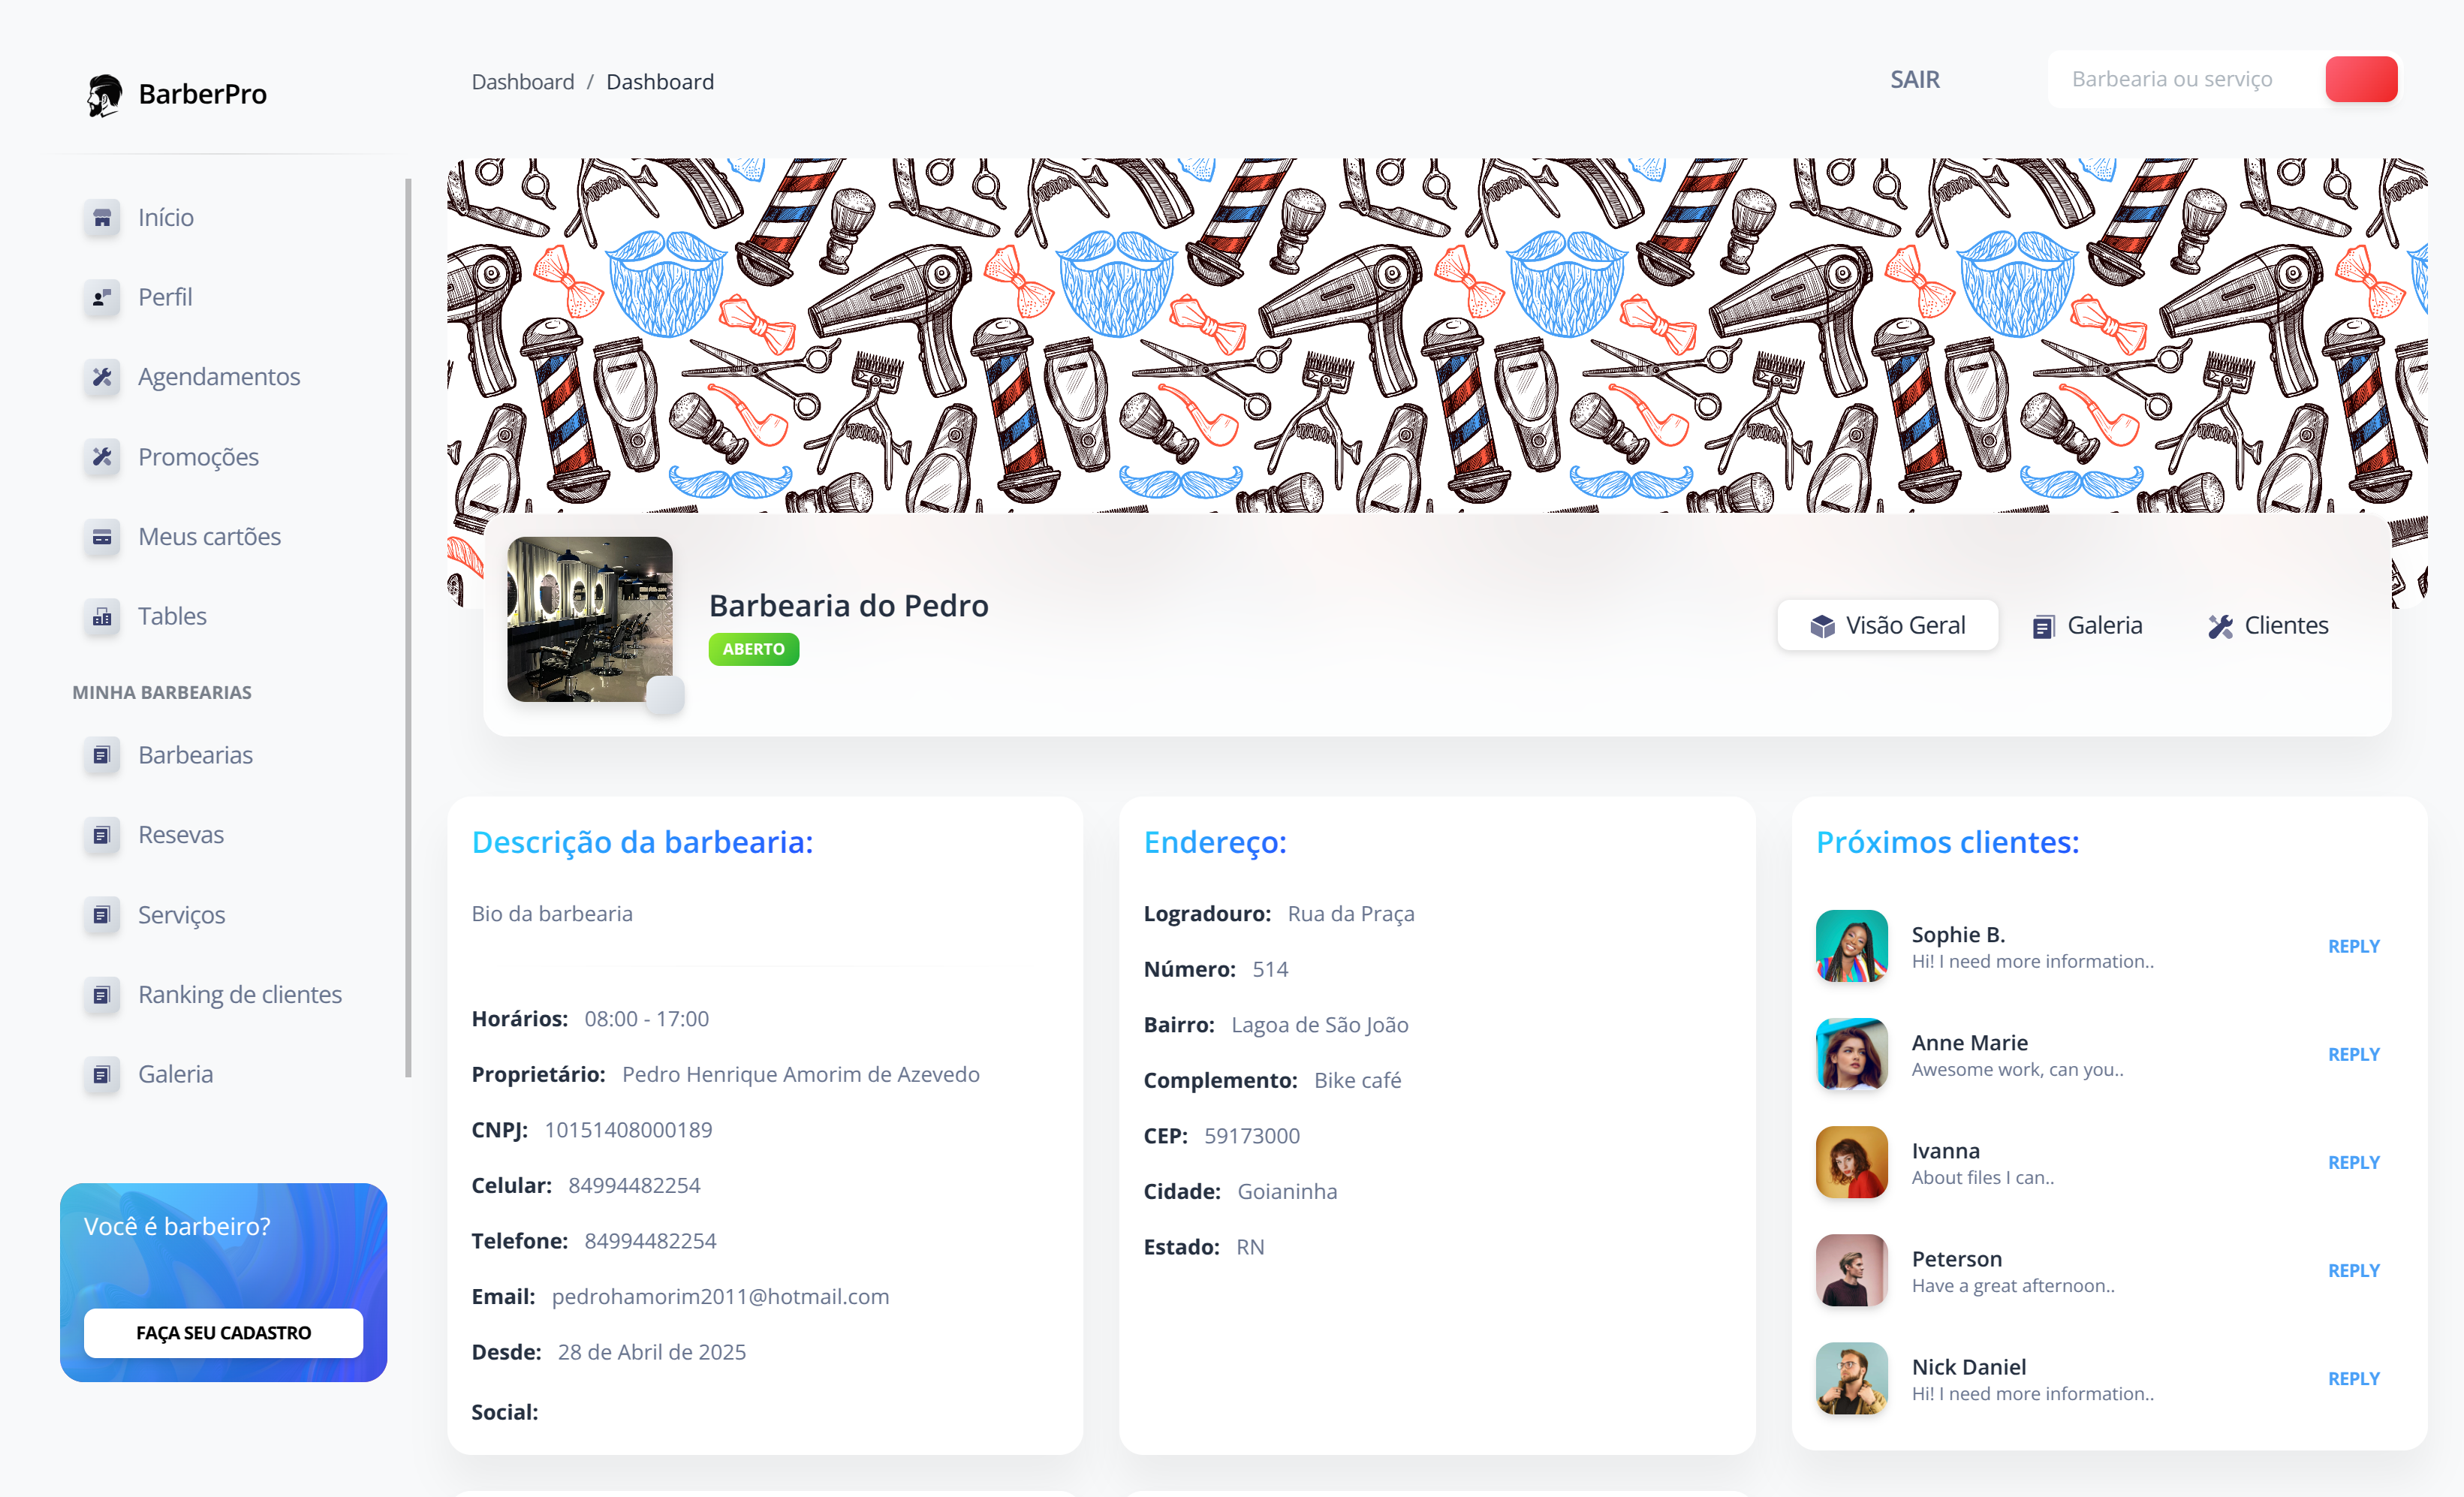 BarberPro
Dashboard / Dashboard
SAIR
Barbearia ou serviço
Início
Perfil
Agendamentos
Promoções
Meus cartões
Tables
MINHA BARBEARIAS
Barbearias
Resevas
Serviços
Ranking de clientes
Galeria
Você é barbeiro?
FAÇA SEU CADASTRO
Barbearia do Pedro
ABERTO
Visão Geral
Galeria
Clientes
Descrição da barbearia:
Bio da barbearia
Horários: 08:00 - 17:00
Proprietário: Pedro Henrique Amorim de Azevedo
CNPJ: 10151408000189
Celular: 84994482254
Telefone: 84994482254
Email: pedrohamorim2011@hotmail.com
Desde: 28 de Abril de 2025
Social:
Endereço:
Logradouro: Rua da Praça
Número: 514
Bairro: Lagoa de São João
Complemento: Bike café
CEP: 59173000
Cidade: Goianinha
Estado: RN
Próximos clientes:
Sophie B.
Hi! I need more information..
REPLY
Anne Marie
Awesome work, can you..
REPLY
Ivanna
About files I can..
REPLY
Peterson
Have a great afternoon..
REPLY
Nick Daniel
Hi! I need more information..
REPLY